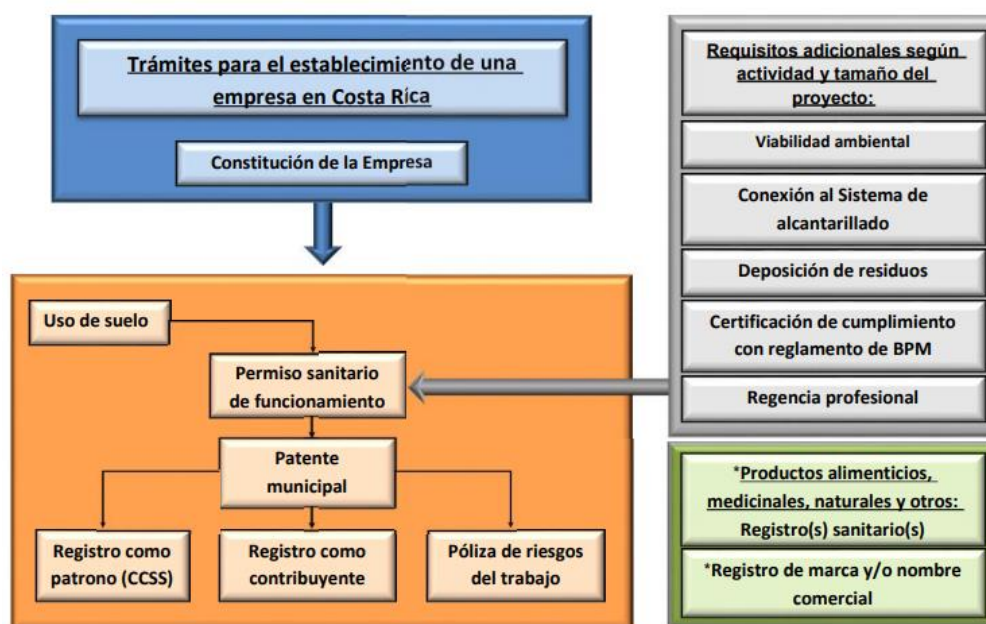 Trámites para el establecimiento de una
empresa en Costa Rica
Constitución de la Empresa
Uso de suelo
Permiso sanitario
de funcionamiento
Patente
municipal
Registro como
patrono (CCSS)
Registro como
contribuyente
Póliza de riesgos
del trabajo
Requisitos adicionales según
actividad y tamaño del
proyecto:
Viabilidad ambiental
Conexión al Sistema de
alcantarillado
Deposición de residuos
Certificación de cumplimiento
con reglamento de BPM
Regencia profesional
*Productos alimenticios,
medicinales, naturales y otros:
Registro(s) sanitario(s)
*Registro de marca y/o nombre
comercial